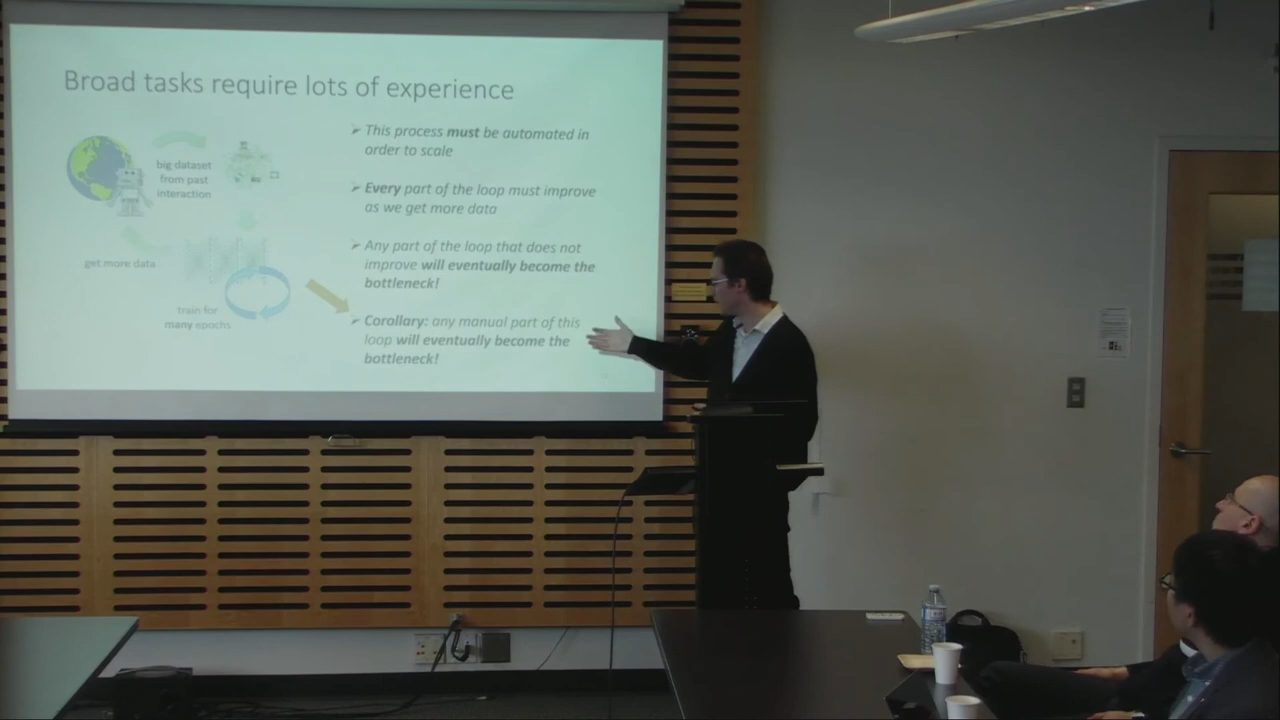 Broad tasks require lots of experience
big dataset
from past
interaction
get more data
train for
many epochs
➢ This process must be automated in
order to scale
➢ Every part of the loop must improve
as we get more data
➢ Any part of the loop that does not
improve will eventually become the
bottleneck!
➢ Corollary: any manual part of this
loop will eventually become the
bottleneck!